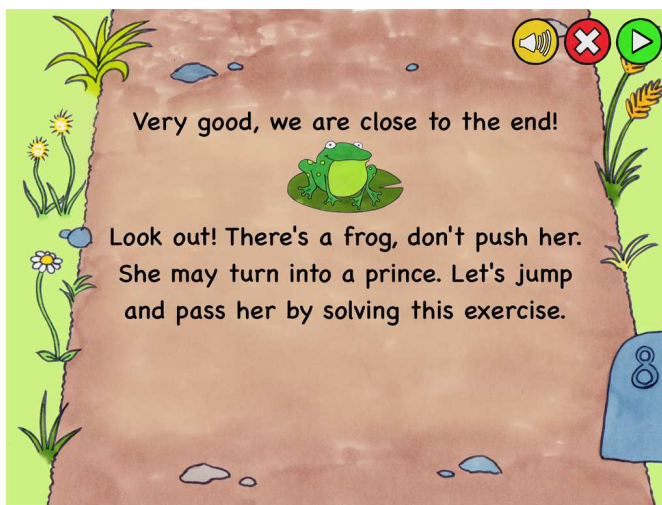 Very good, we are close to the end!
Look out! There's a frog, don't push her.
She may turn into a prince. Let's jump
and pass her by solving this exercise.
8